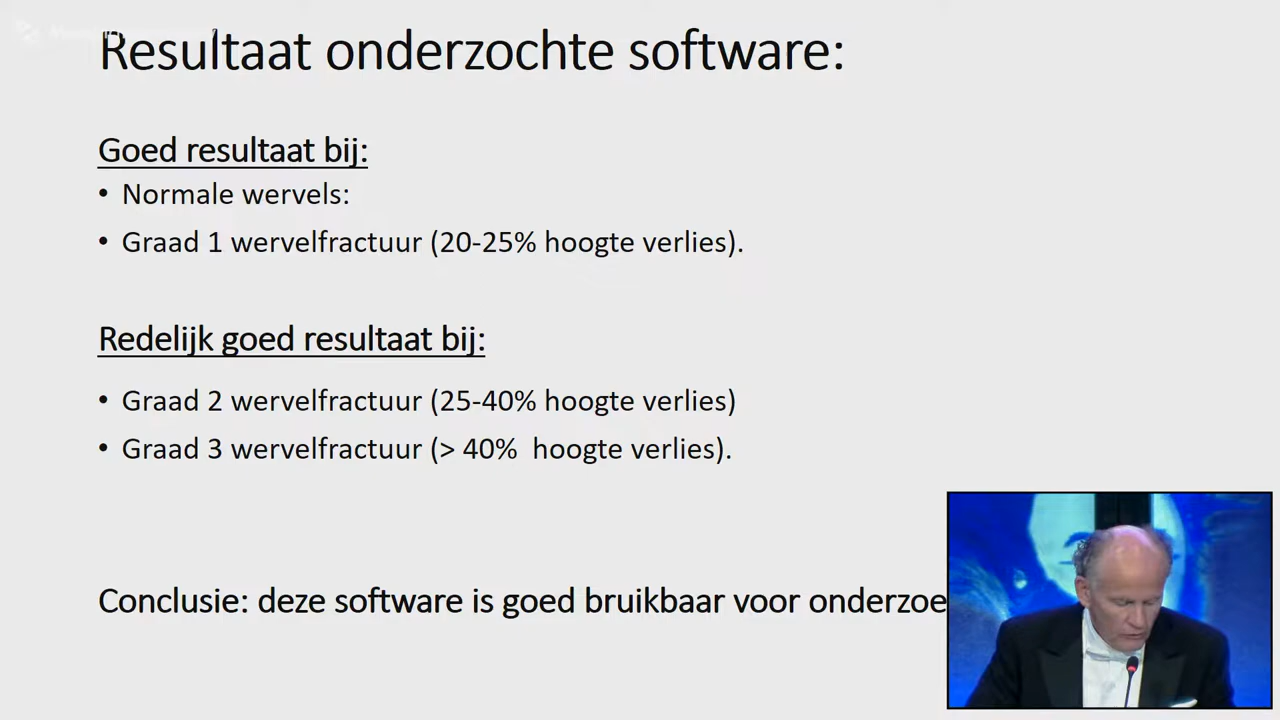 Resultaat onderzochte software:
Goed resultaat bij:
• Normale wervels:
• Graad 1 wervelfractuur (20-25% hoogte verlies).
Redelijk goed resultaat bij:
• Graad 2 wervelfractuur (25-40% hoogte verlies)
• Graad 3 wervelfractuur (> 40% hoogte verlies).
Conclusie: deze software is goed bruikbaar voor onderzoe